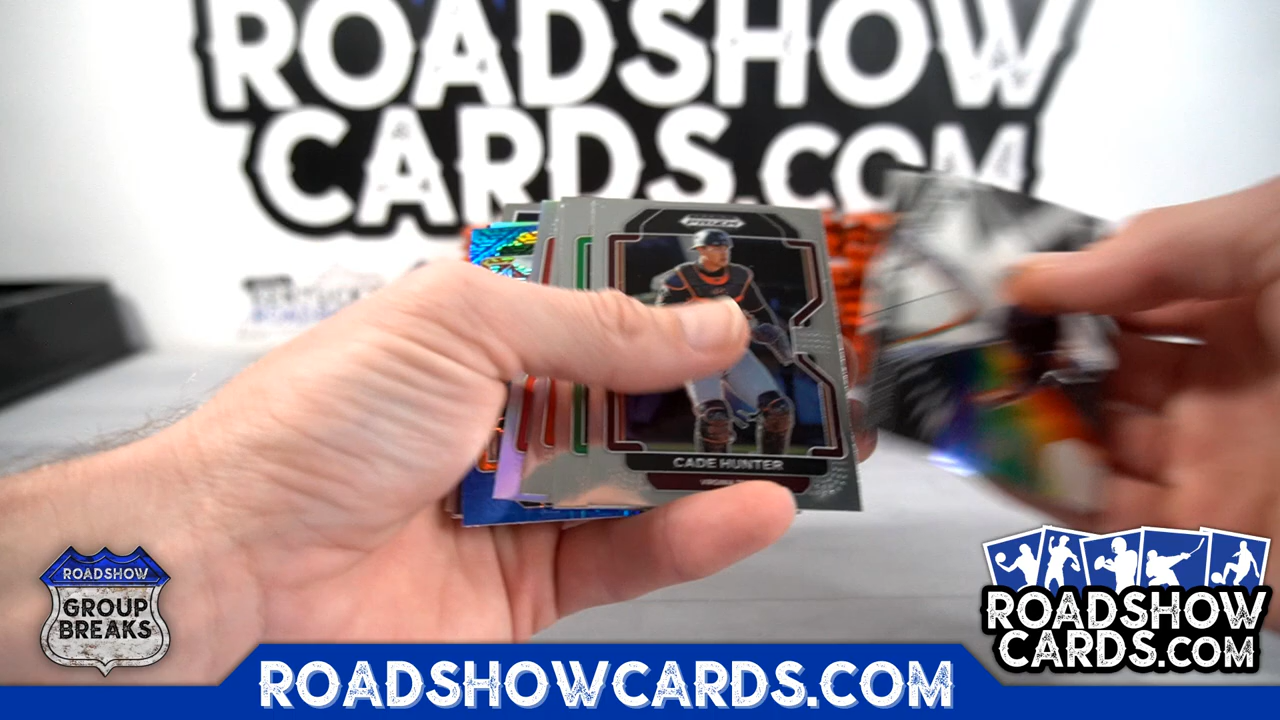 ROADSHOW
CARDS.COM
PRIZM
CADE HUNTER
ROADSHOW
GROUP
BREAKS
ROADSHOW
CARDS.COM
ROADSHOWCARDS.COM